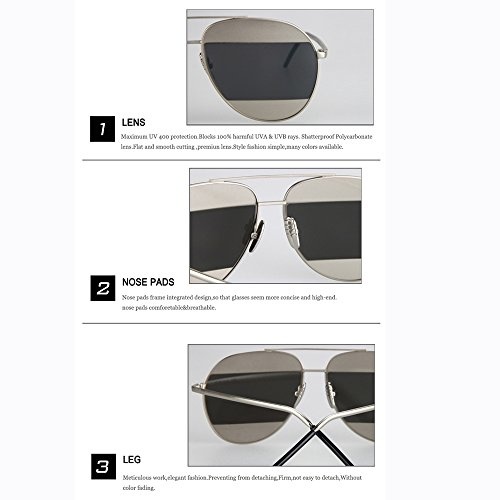 1 LENS
Maximum UV 400 protection.Blocks 100% harmful UVA & UVB rays. Shatterproof Polycarbonate
lens.Flat and smooth cutting ,premiun lens.Style fashion simple,many colors available.
2 NOSE PADS
Nose pads frame integrated design,so that glasses seem more concise and high-end.
nose pads comforetable&breathable.
3 LEG
Meticulous work,elegant fashion.Preventing from detaching,Firm,not easy to detach,Without
color fading.